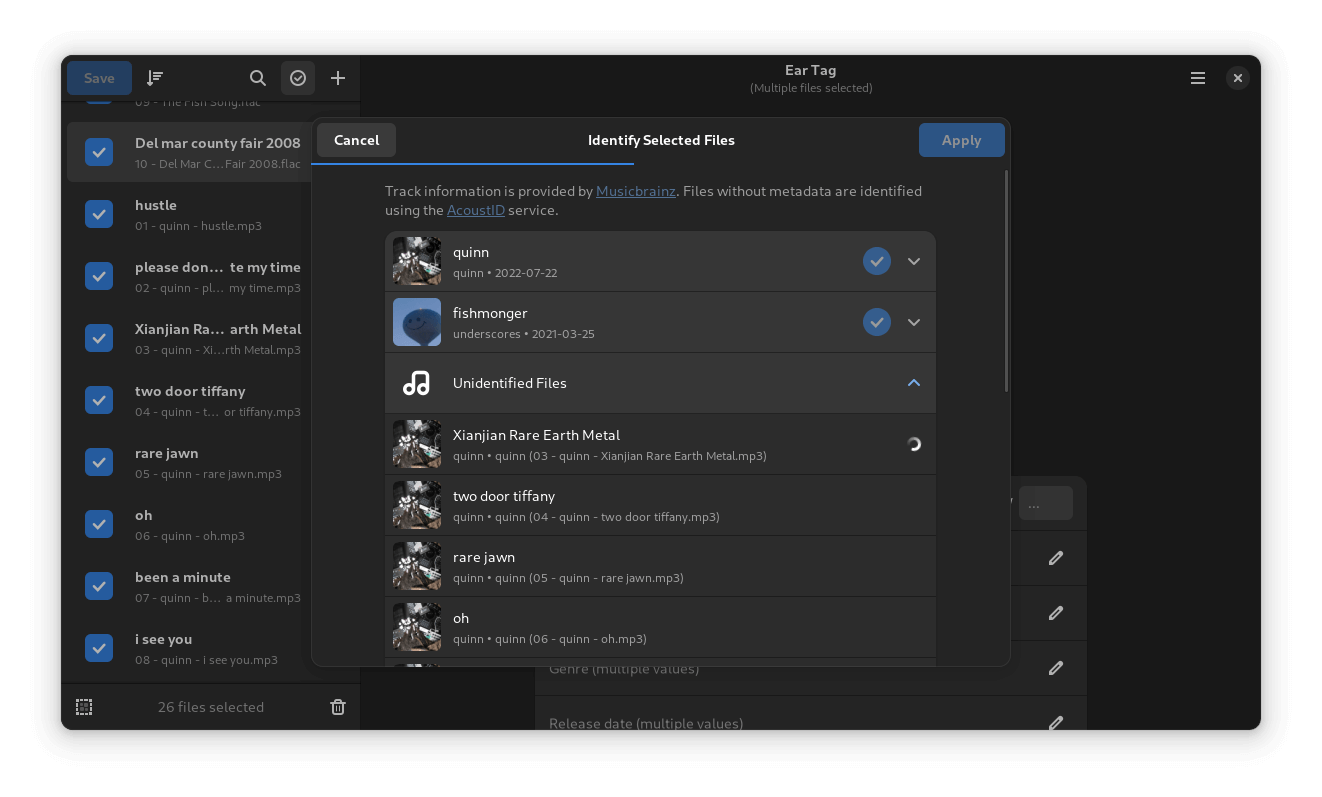 Save
Ear Tag
(Multiple files selected)
09 - The Fish Song.flac
Del mar county fair 2008
10 - Del Mar C…Fair 2008.flac
hustle
01 - quinn - hustle.mp3
please don… te my time
02 - quinn - pl… my time.mp3
Xianjian Ra… arth Metal
03 - quinn - Xi…rth Metal.mp3
two door tiffany
04 - quinn - t… or tiffany.mp3
rare jawn
05 - quinn - rare jawn.mp3
oh
06 - quinn - oh.mp3
been a minute
07 - quinn - b… a minute.mp3
i see you
08 - quinn - i see you.mp3
26 files selected
Cancel
Identify Selected Files
Apply
Track information is provided by Musicbrainz. Files without metadata are identified
using the AcoustID service.
quinn
quinn • 2022-07-22
fishmonger
underscores • 2021-03-25
Unidentified Files
Xianjian Rare Earth Metal
quinn • quinn (03 - quinn - Xianjian Rare Earth Metal.mp3)
two door tiffany
quinn • quinn (04 - quinn - two door tiffany.mp3)
rare jawn
quinn • quinn (05 - quinn - rare jawn.mp3)
oh
quinn • quinn (06 - quinn - oh.mp3)
/ …
Genre (multiple values)
Release date (multiple values)